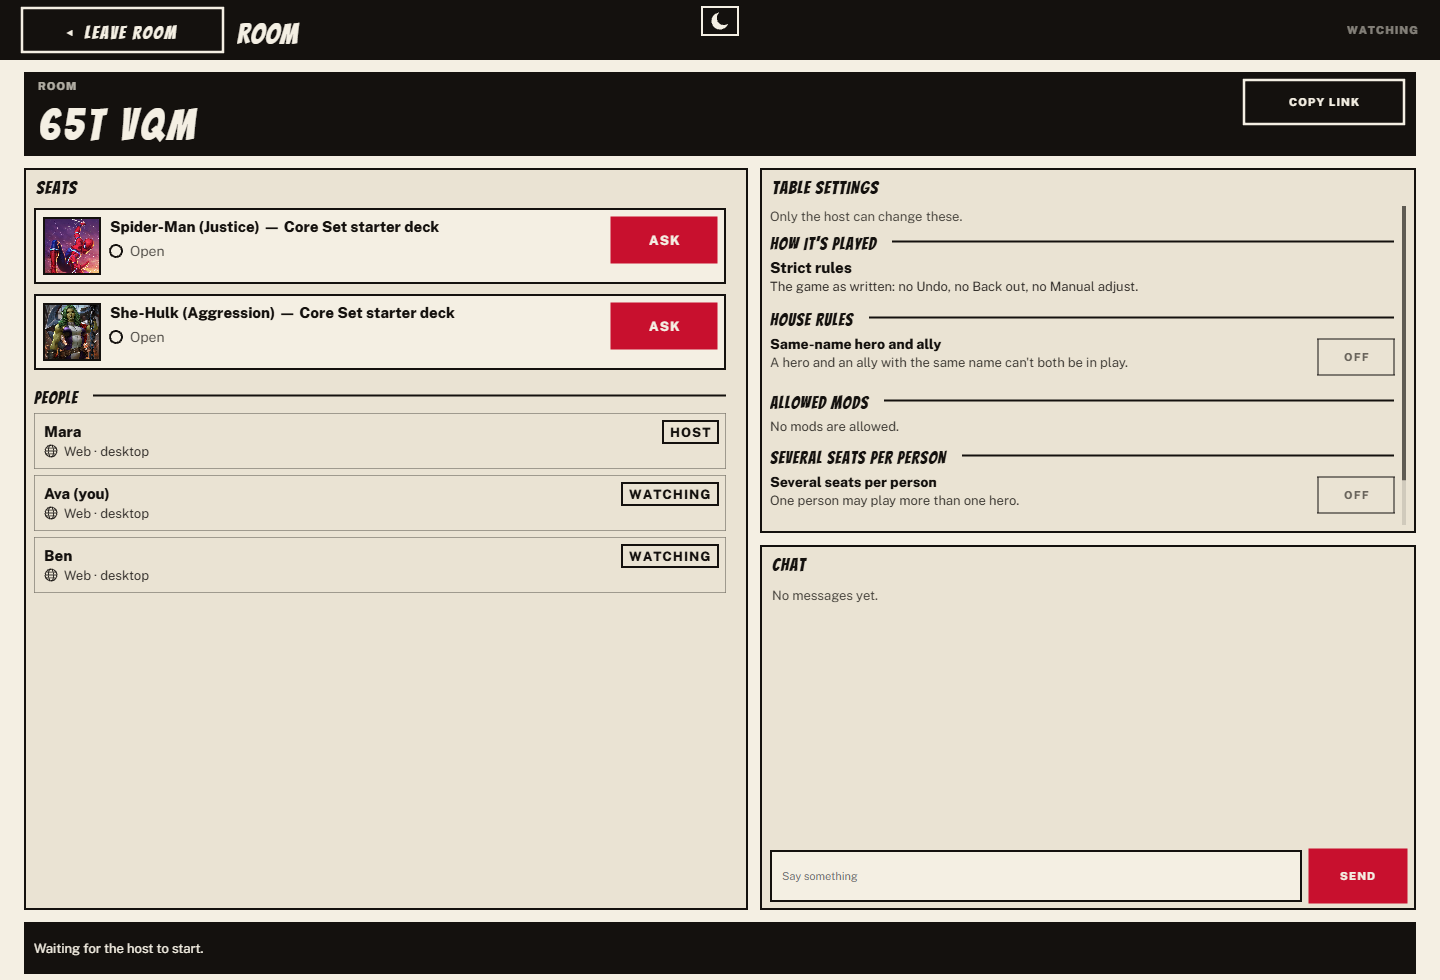 ◂ LEAVE ROOM
ROOM
WATCHING
ROOM
65T VQM
COPY LINK
SEATS
Spider-Man (Justice) — Core Set starter deck
Open
ASK
She-Hulk (Aggression) — Core Set starter deck
Open
ASK
PEOPLE
Mara
Web · desktop
HOST
Ava (you)
Web · desktop
WATCHING
Ben
Web · desktop
WATCHING
TABLE SETTINGS
Only the host can change these.
HOW IT'S PLAYED
Strict rules
The game as written: no Undo, no Back out, no Manual adjust.
HOUSE RULES
Same-name hero and ally
A hero and an ally with the same name can't both be in play.
OFF
ALLOWED MODS
No mods are allowed.
SEVERAL SEATS PER PERSON
Several seats per person
One person may play more than one hero.
OFF
CHAT
No messages yet.
Say something
SEND
Waiting for the host to start.